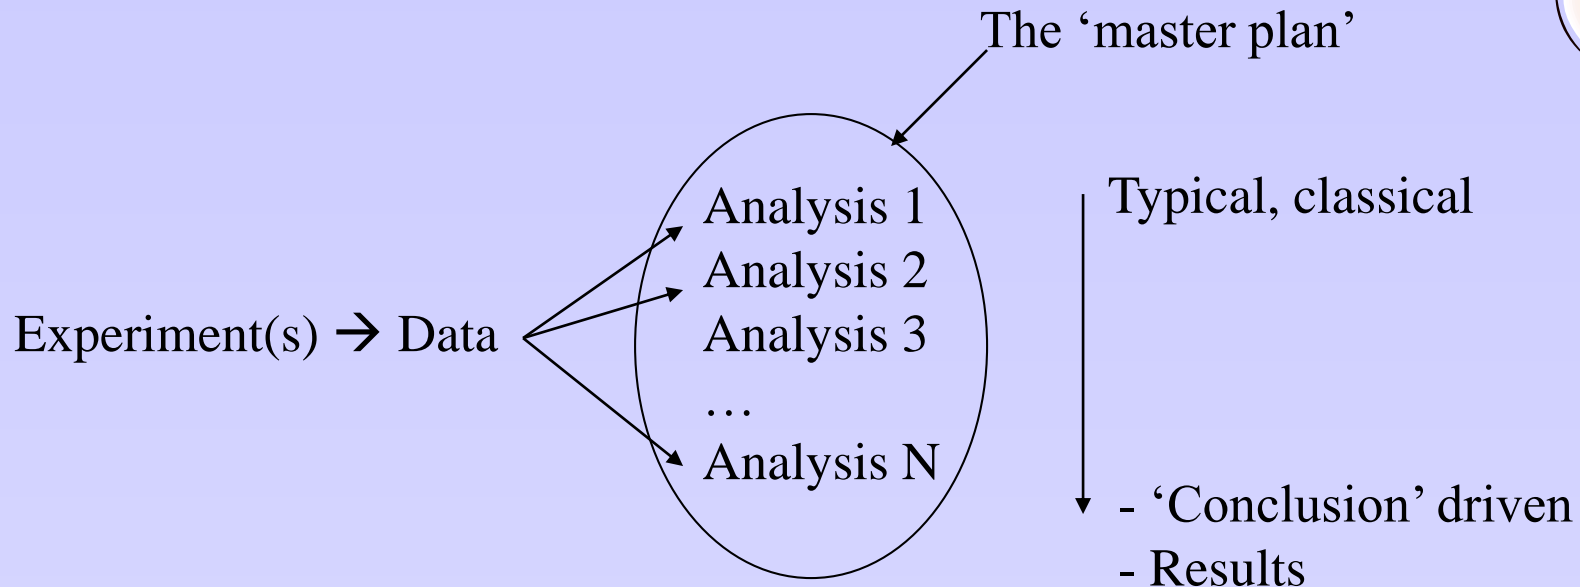 The ‘master plan’
Typical, classical
Analysis 1
Analysis 2
Experiment(s) → Data
Analysis 3
…
Analysis N
- ‘Conclusion’ driven
- Results